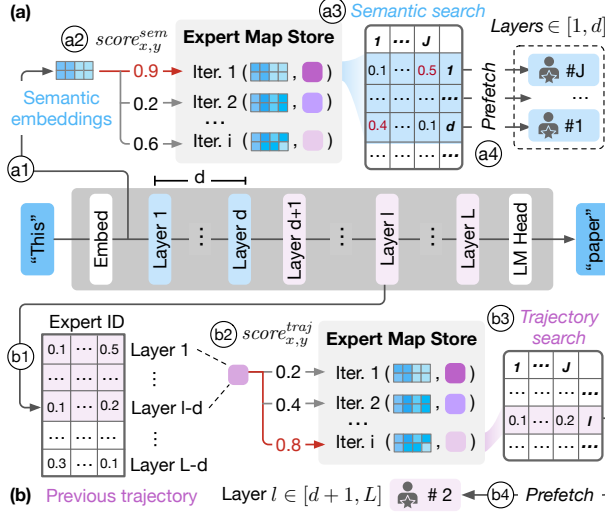 (a)
a2 score^{sem}_{x,y}
Expert Map Store
a3 Semantic search
Layers ∈ [1, d]
Semantic embeddings
0.9
0.2
0.6
Iter. 1 ( , )
Iter. 2 ( , )
...
Iter. i ( , )
1 ... J
0.1 ... 0.5 1
... ... ... ...
0.4 ... 0.1 d
... ... ... ...
Prefetch
a4
#J
...
#1
a1
d
"This"
Embed
Layer 1
...
Layer d
Layer d+1
...
Layer l
...
Layer L
LM Head
"paper"
b1
Expert ID
0.1 ... 0.5
... ... ...
0.1 ... 0.2
... ... ...
0.3 ... 0.1
Layer 1
⋮
Layer l-d
⋮
Layer L-d
b2 score^{traj}_{x,y}
Expert Map Store
0.2
0.4
0.8
Iter. 1 ( , )
Iter. 2 ( , )
...
Iter. i ( , )
b3 Trajectory
search
1 ... J
... ... ... ...
0.1 ... 0.2 l
... ... ... ...
(b) Previous trajectory
Layer l ∈ [d + 1, L]
# 2
b4 Prefetch